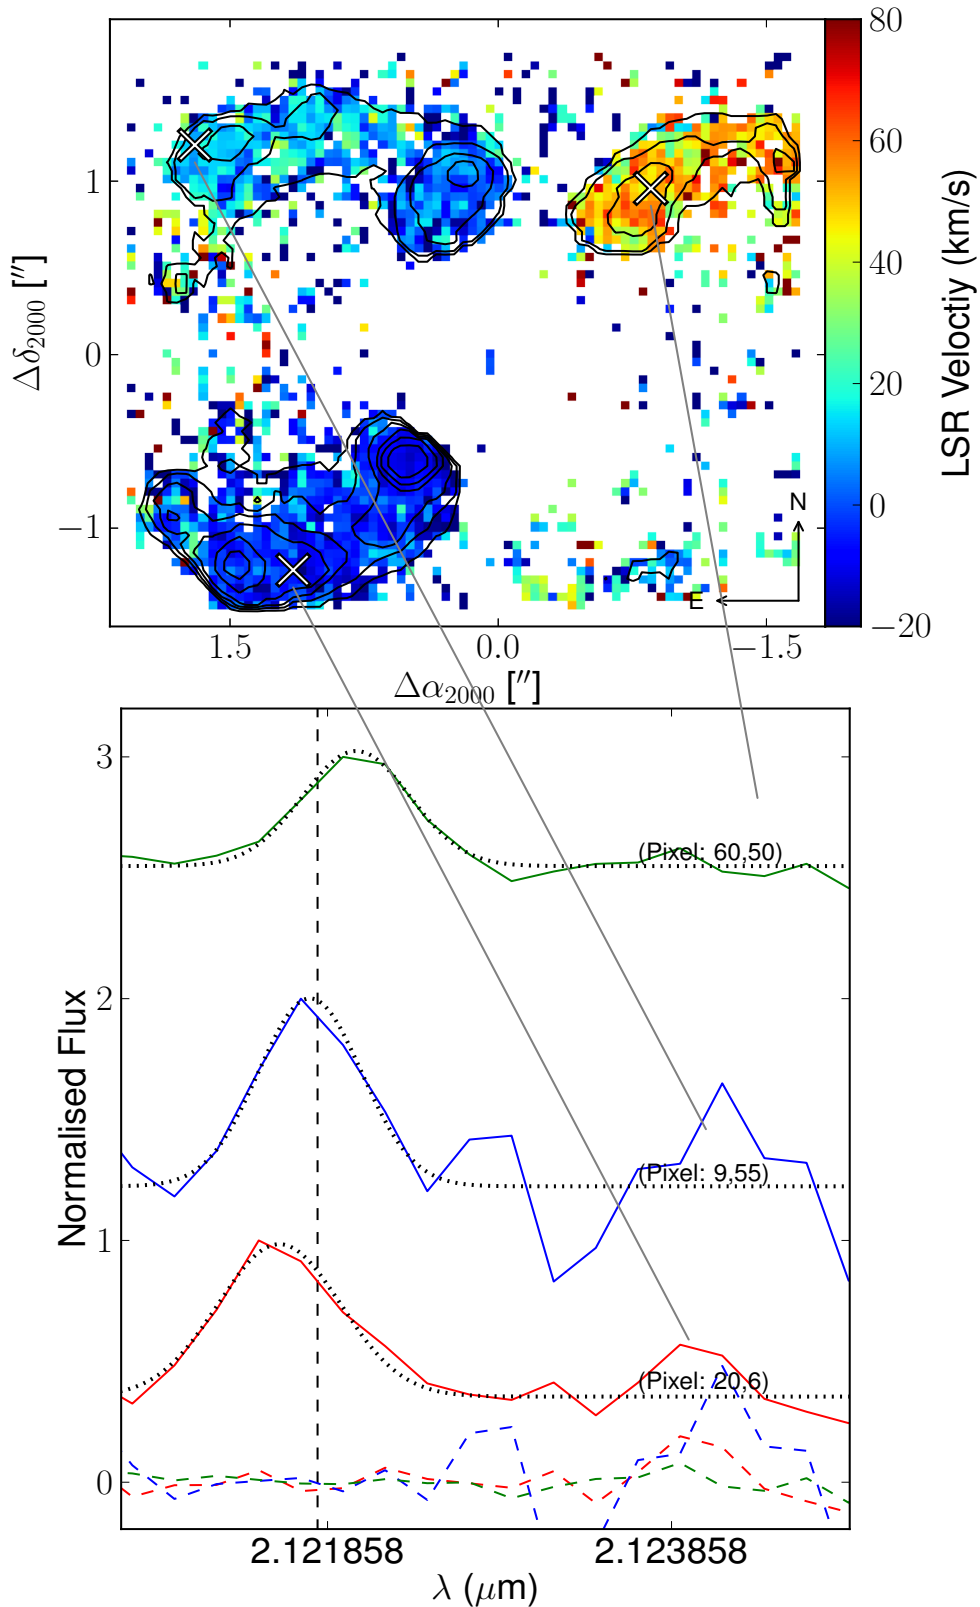 80
60
40
20
0
−20
LSR Veloctiy (km/s)
1
0
−1
Δδ2000 [″]
N
E
1.5
0.0
−1.5
Δα2000 [″]
3
2
1
0
Normalised Flux
(Pixel: 60,50)
(Pixel: 9,55)
(Pixel: 20,6)
2.121858
2.123858
λ (μm)